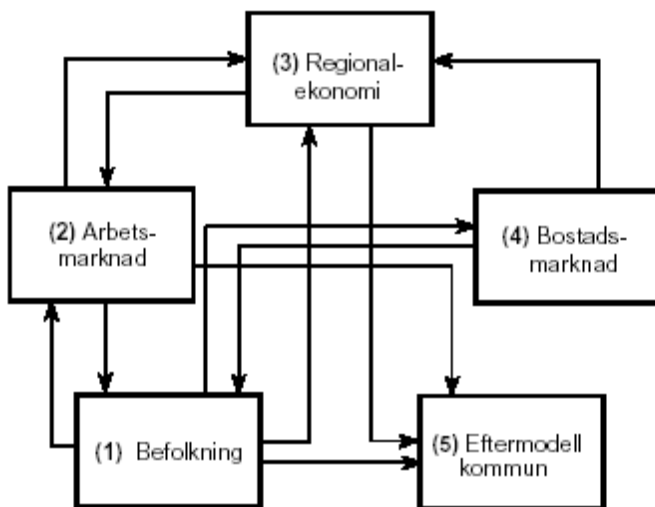 (3) Regional-
ekonomi
(2) Arbets-
marknad
(4) Bostads-
marknad
(1) Befolkning
(5) Eftermodell
kommun